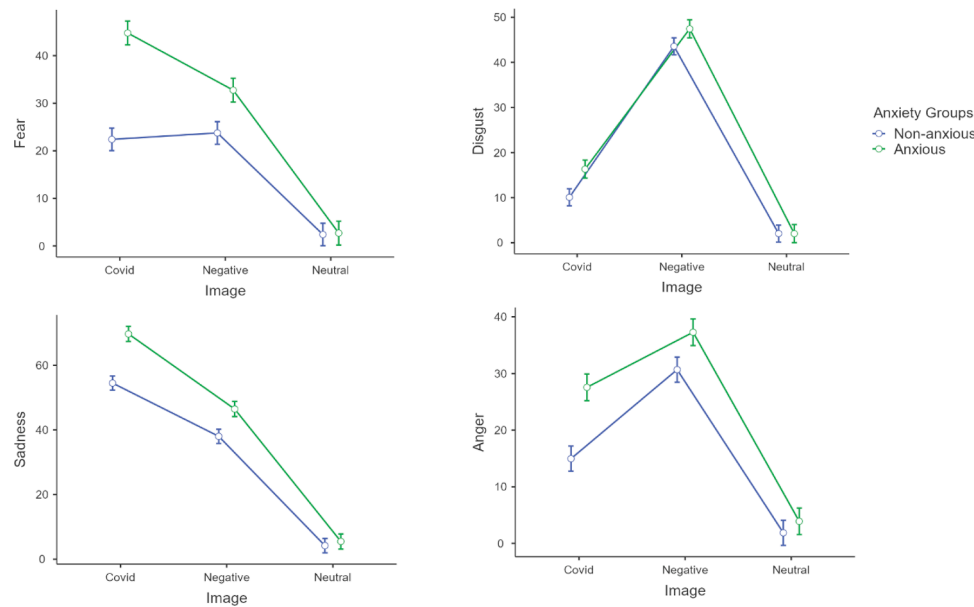 Fear
40
30
20
10
0
Covid Negative Neutral
Image
Disgust
50
40
30
20
10
0
Covid Negative Neutral
Image
Anxiety Groups
Non-anxious
Anxious
Sadness
60
40
20
0
Covid Negative Neutral
Image
Anger
40
30
20
10
0
Covid Negative Neutral
Image